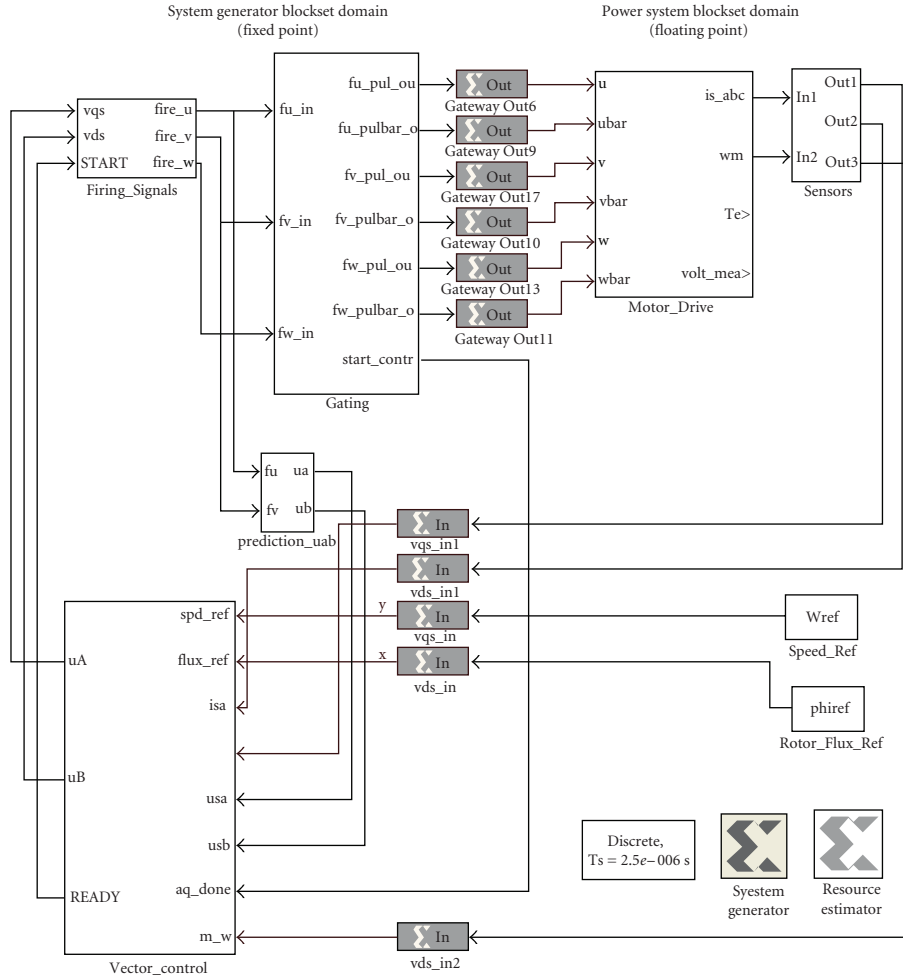 System generator blockset domain
(fixed point)
Power system blockset domain
(floating point)
vqs
vds
START
fire_u
fire_v
fire_w
Firing_Signals
fu_in
fv_in
fw_in
fu_pul_ou
fu_pulbar_o
fv_pul_ou
fv_pulbar_o
fw_pul_ou
fw_pulbar_o
start_contr
Gating
Out
Gateway Out6
Out
Gateway Out9
Out
Gateway Out17
Out
Gateway Out10
Out
Gateway Out13
Out
Gateway Out11
u
ubar
v
vbar
w
wbar
is_abc
wm
Te>
volt_mea>
Motor_Drive
In1
In2
Out1
Out2
Out3
Sensors
fu
fv
ua
ub
prediction_uab
In
vqs_in1
In
vds_in1
y
In
vqs_in
x
In
vds_in
Wref
Speed_Ref
phiref
Rotor_Flux_Ref
uA
uB
READY
spd_ref
flux_ref
isa
usa
usb
aq_done
m_w
Vector_control
In
vds_in2
Discrete,
Ts = 2.5e−006 s
Syestem
generator
Resource
estimator